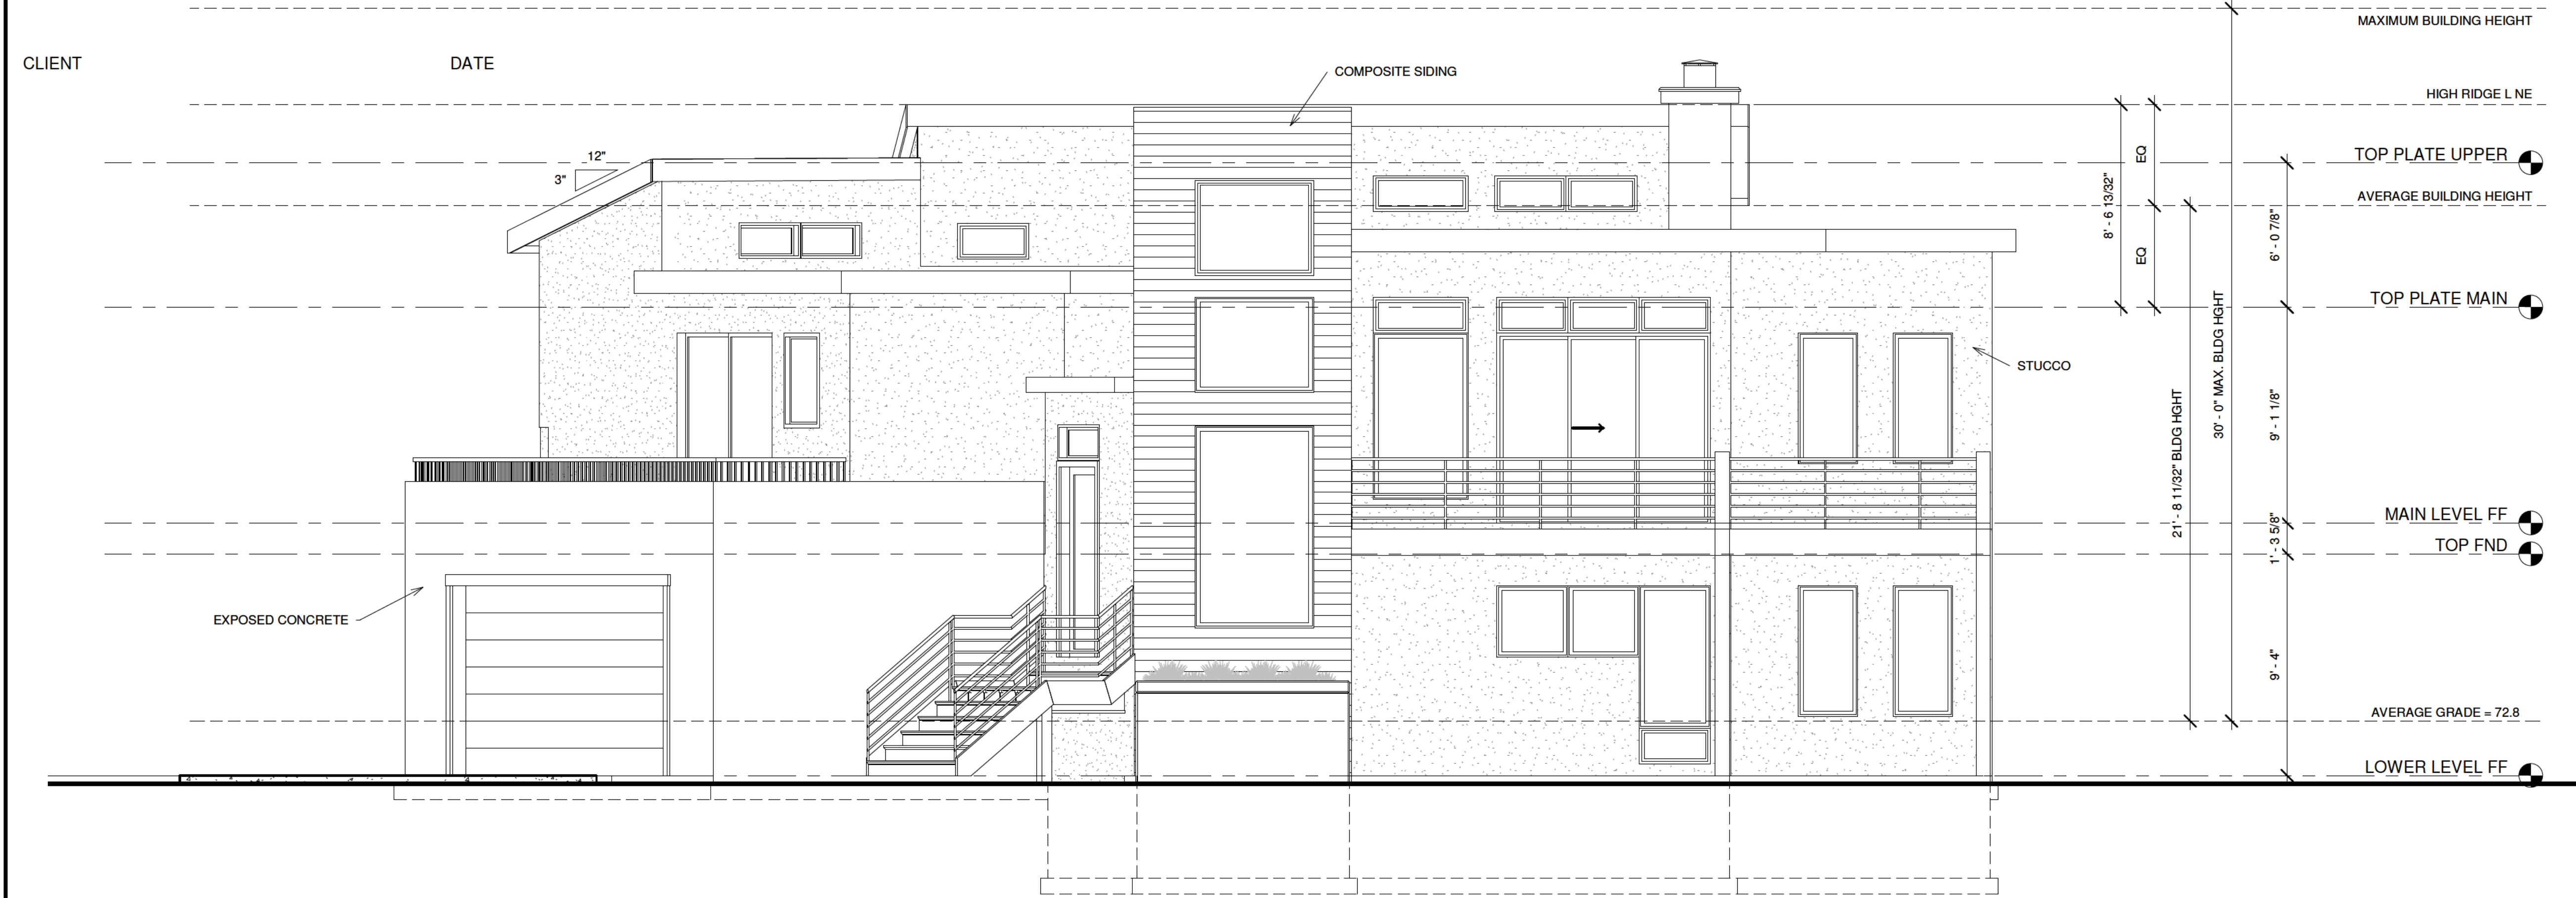 MAXIMUM BUILDING HEIGHT
CLIENT
DATE
COMPOSITE SIDING
HIGH RIDGE L NE
12"
3"
TOP PLATE UPPER
EQ
8' - 6 13/32"
AVERAGE BUILDING HEIGHT
6' - 0 7/8"
EQ
TOP PLATE MAIN
30' - 0" MAX. BLDG HGHT
STUCCO
9' - 1 1/8"
21' - 8 11/32" BLDG HGHT
MAIN LEVEL FF
1' - 3 5/8"
TOP FND
EXPOSED CONCRETE
9' - 4"
AVERAGE GRADE = 72.8
LOWER LEVEL FF